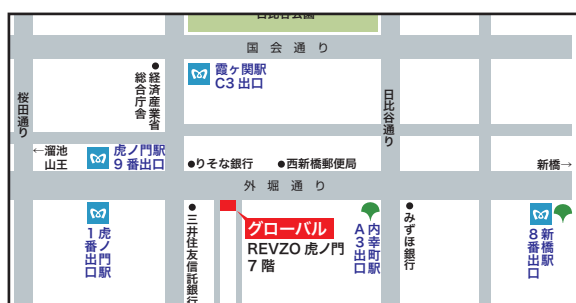 日比谷公園
国会通り
霞ヶ関駅
C3 出口
経済産業省
総合庁舎
桜田通り
日比谷通り
←溜池
山王
虎ノ門駅
9 番出口
●りそな銀行
●西新橋郵便局
新橋→
外堀通り
虎ノ門駅
1番出口
●三井住友信託銀行
グローバル
REVZO 虎ノ門
7 階
内幸町駅
A3出口
●みずほ銀行
新橋駅
8番出口